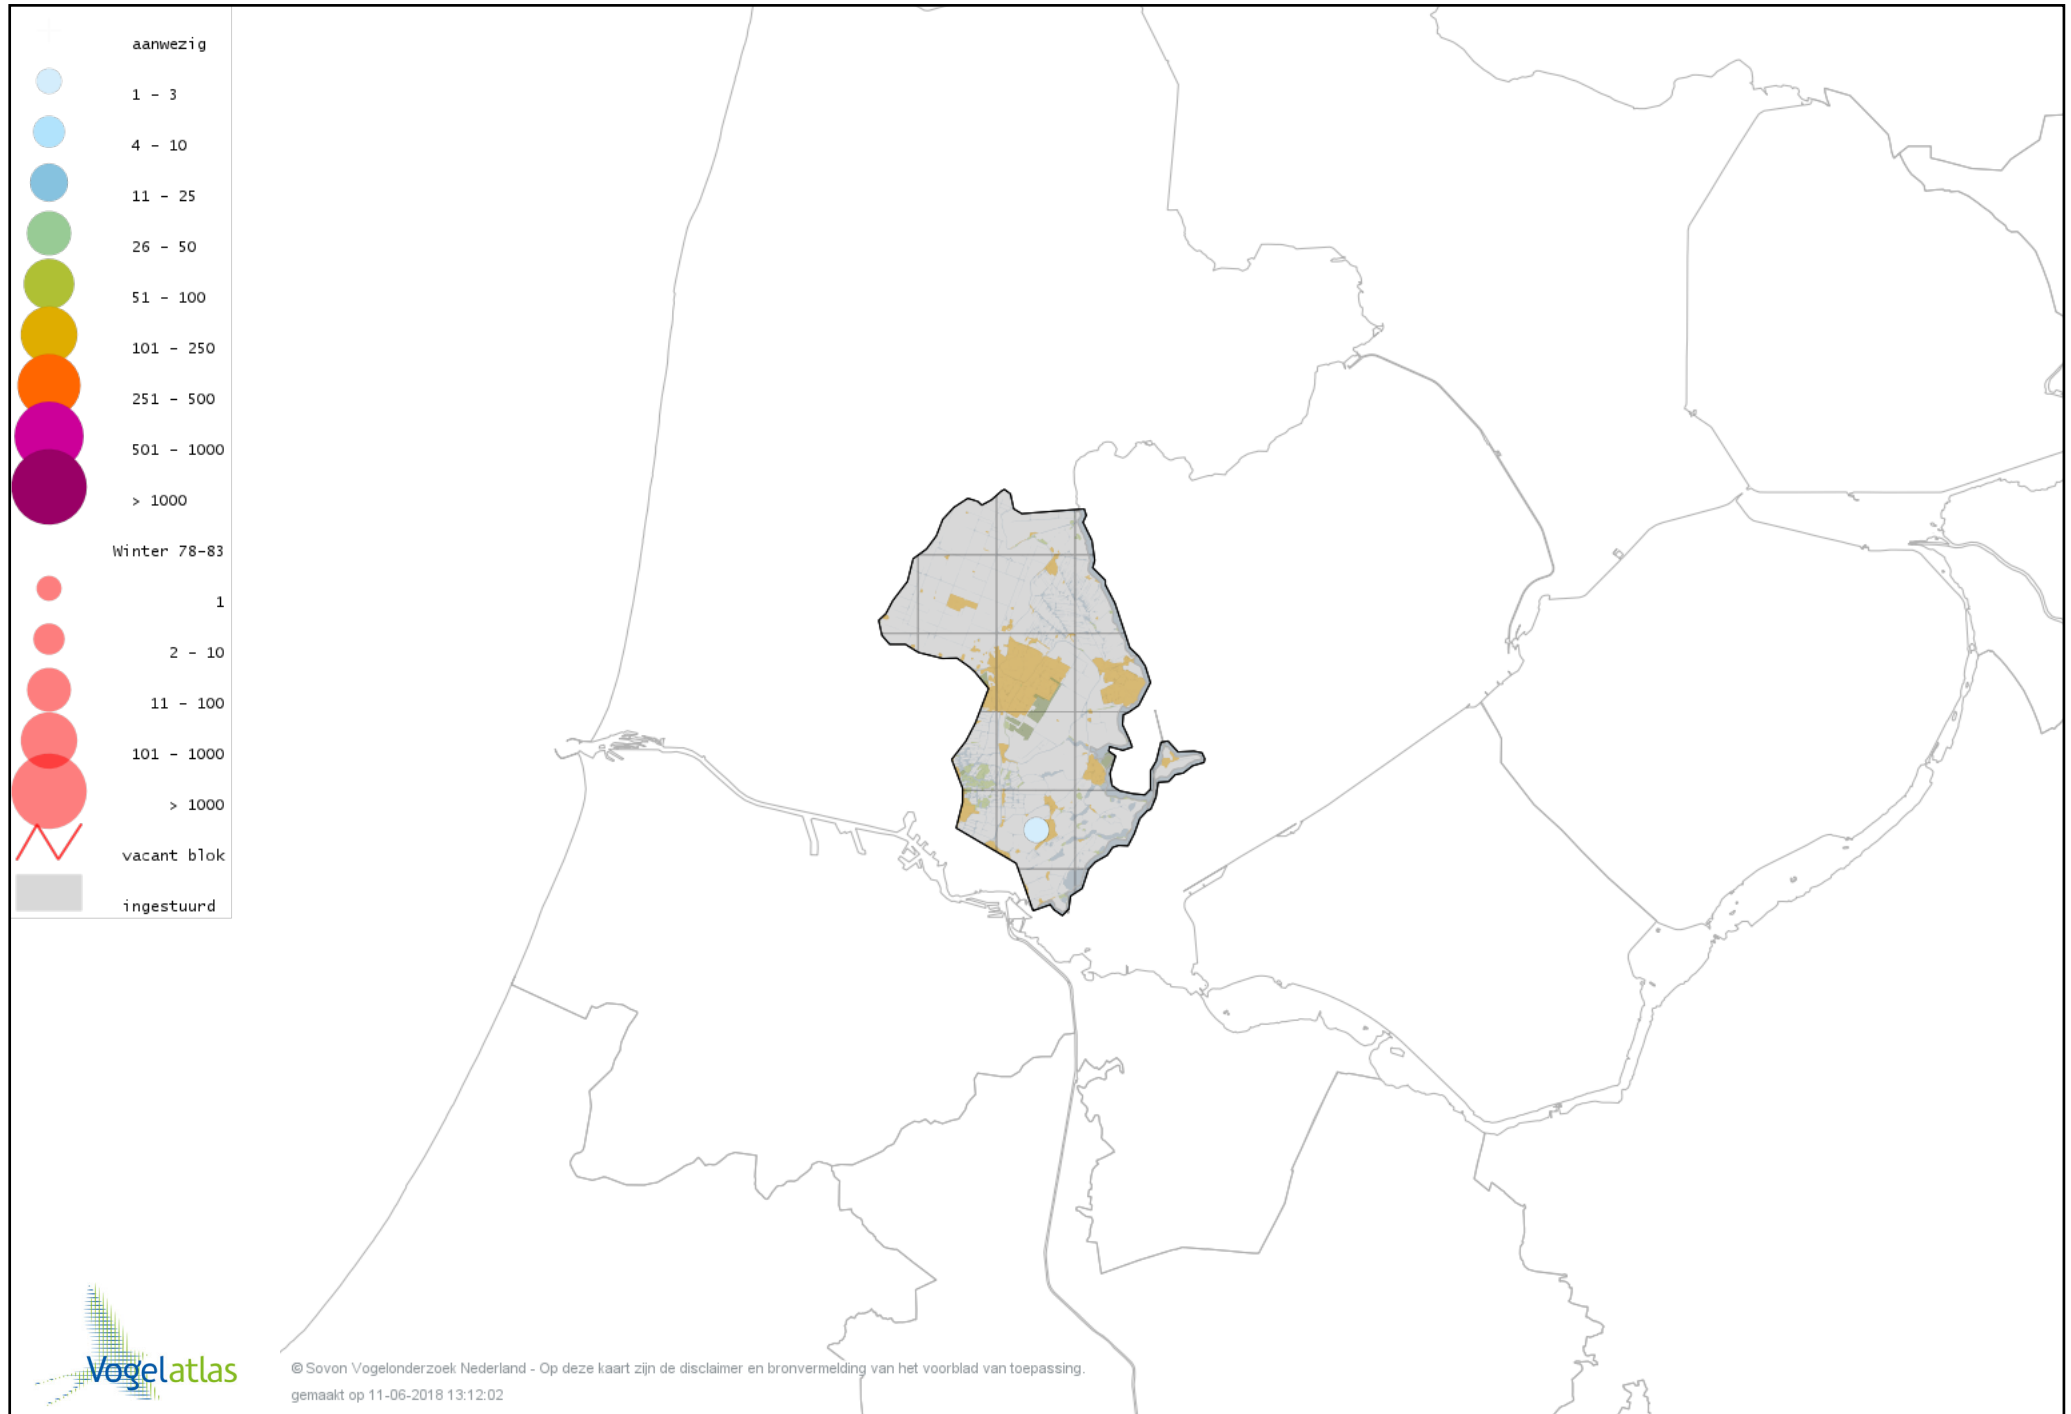 aanwezig
1 - 3
4 - 10
11 - 25
26 - 50
51 - 100
101 - 250
251 - 500
501 - 1000
> 1000
Winter 78-83
1
2 - 10
11 - 100
101 - 1000
> 1000
vacant blok
ingestuurd
Vogelatlas
© Sovon Vogelonderzoek Nederland - Op deze kaart zijn de disclaimer en bronvermelding van het voorblad van toepassing.
gemaakt op 11-06-2018 13:12:02